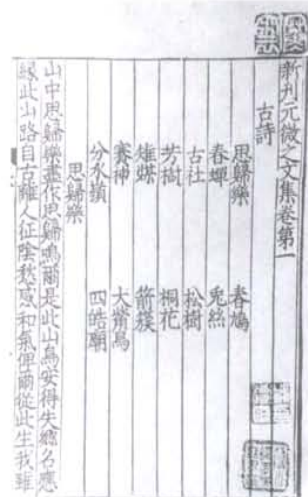 新刊元微之文集卷第一
古詩
思歸樂 春鳩
春蟬 兎絲
古社 松樹
芳樹 桐花
雉媒 箭鏃
賽神 大觜烏
分水嶺 四皓廟
思歸樂
山中思歸樂盡作思歸鳴爾是此山鳥安得失鄉名應
緣此山路自古離人征陰愁感和氣俾爾從此生我雖